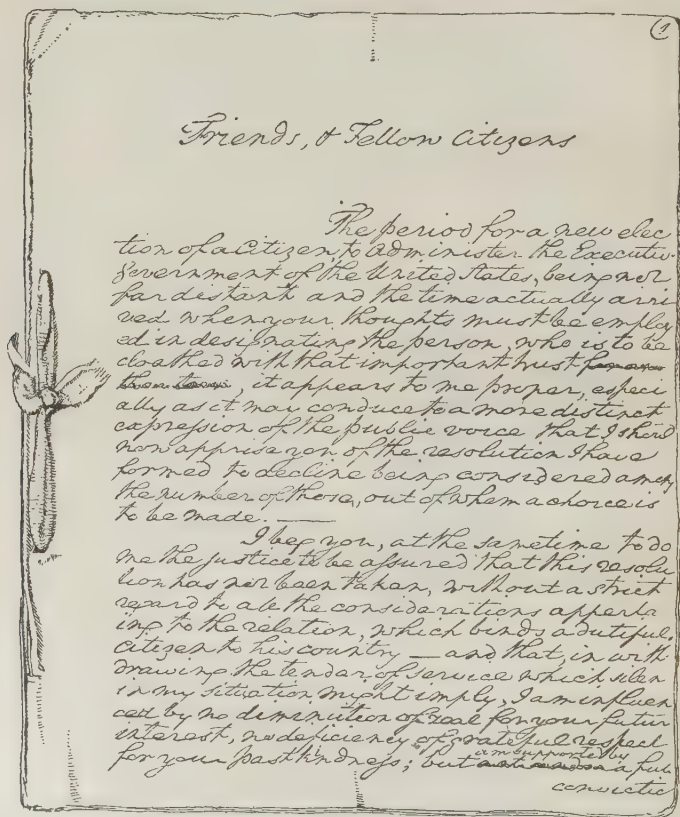 1
Friends, & Fellow Citizens
The period for a new elec
tion of a Citizen, to administer the Executive
government of the United States, being not
far distant and the time actually arri
ved when your thoughts must be employ
ed in designating the person, who is to be
cloathed with that important trust
, it appears to me proper, especi
ally as it may conduce to a more distinct
expression of the public voice that I should
now apprise you of the resolution I have
formed to decline being considered among
the number of those, out of whom a choice is
to be made. —
I beg you, at the sametime to do
me the justice to be assured that this resolu
tion has not been taken, without a strict
regard to all the considerations apperta
ing to the relation, which binds a dutiful
citizen to his country — and that, in with
drawing the tender of service which silen
in my situation might imply, I am influen
ced by no diminution of zeal for your futur
interest, no deficiency of grateful respect
for your past kindness; but am supported by a full
convictio